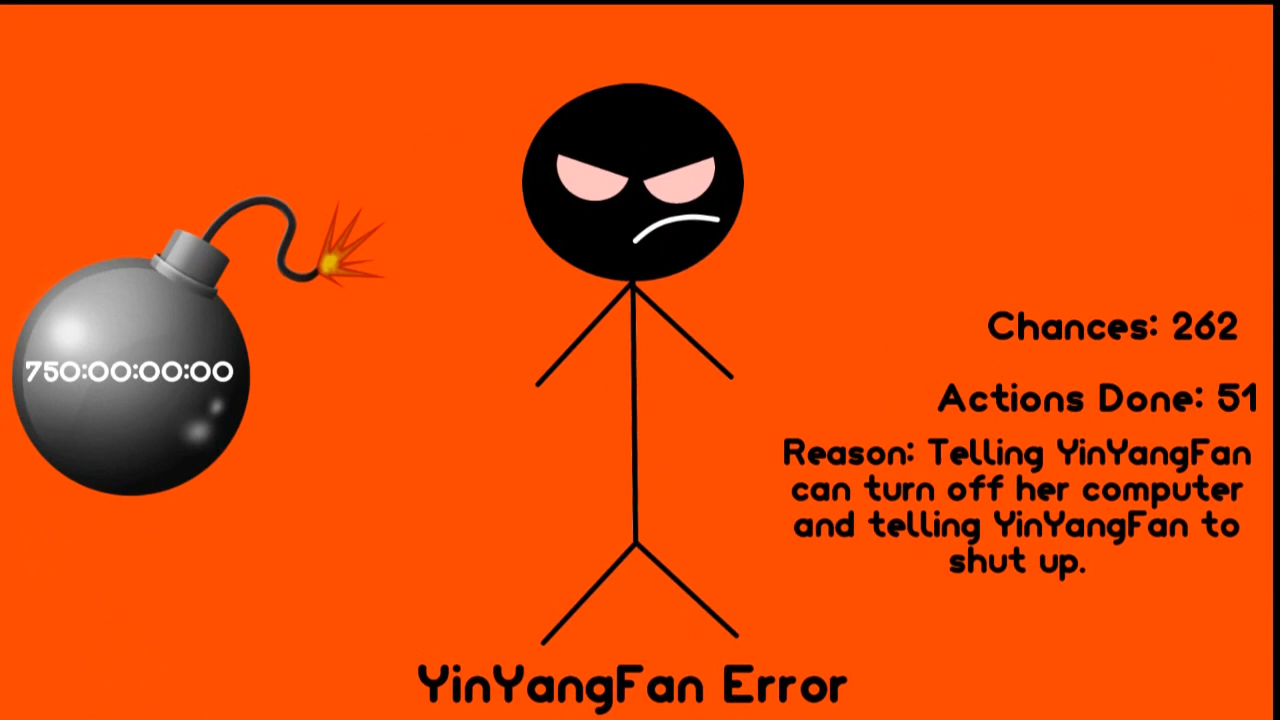 750:00:00:00
Chances: 262
Actions Done: 51
Reason: Telling YinYangFan
can turn off her computer
and telling YinYangFan to
shut up.
YinYangFan Error